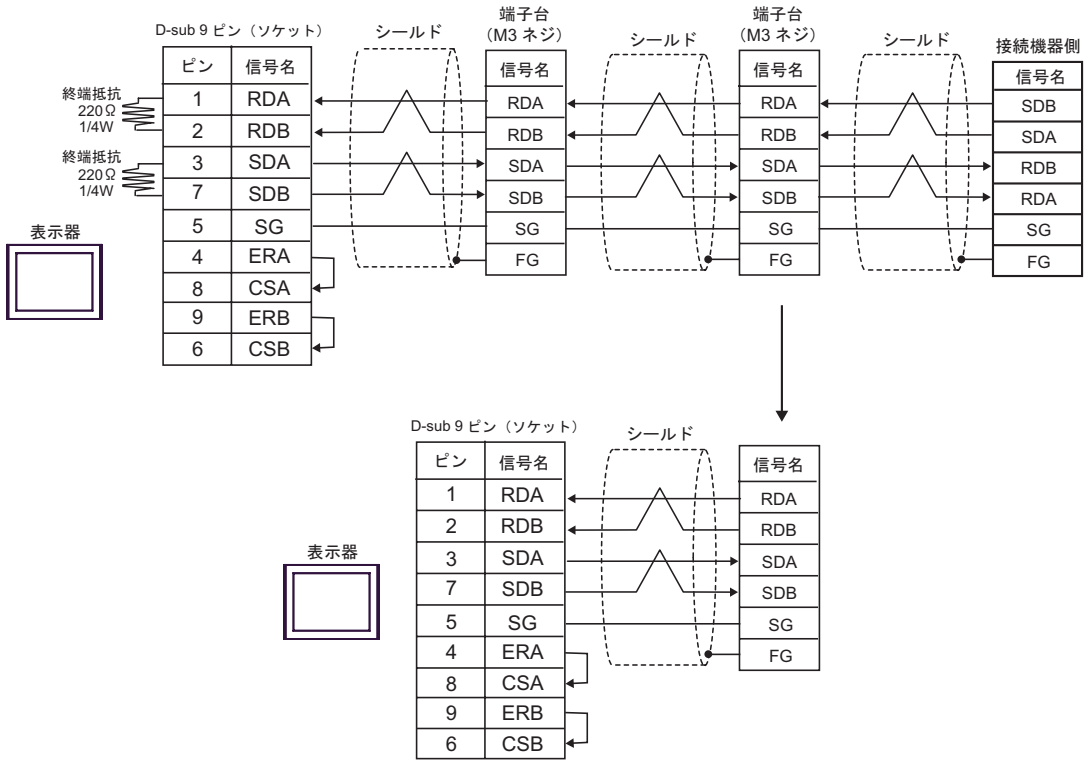 D-sub 9 ピン（ソケット）
シールド
端子台
（M3 ネジ）
シールド
端子台
（M3 ネジ）
シールド
接続機器側
終端抵抗
220Ω
1/4W
終端抵抗
220Ω
1/4W
表示器
ピン 信号名
1 RDA
2 RDB
3 SDA
7 SDB
5 SG
4 ERA
8 CSA
9 ERB
6 CSB
信号名
RDA
RDB
SDA
SDB
SG
FG
信号名
RDA
RDB
SDA
SDB
SG
FG
信号名
SDB
SDA
RDB
RDA
SG
FG
D-sub 9 ピン（ソケット）
シールド
表示器
ピン 信号名
1 RDA
2 RDB
3 SDA
7 SDB
5 SG
4 ERA
8 CSA
9 ERB
6 CSB
信号名
RDA
RDB
SDA
SDB
SG
FG